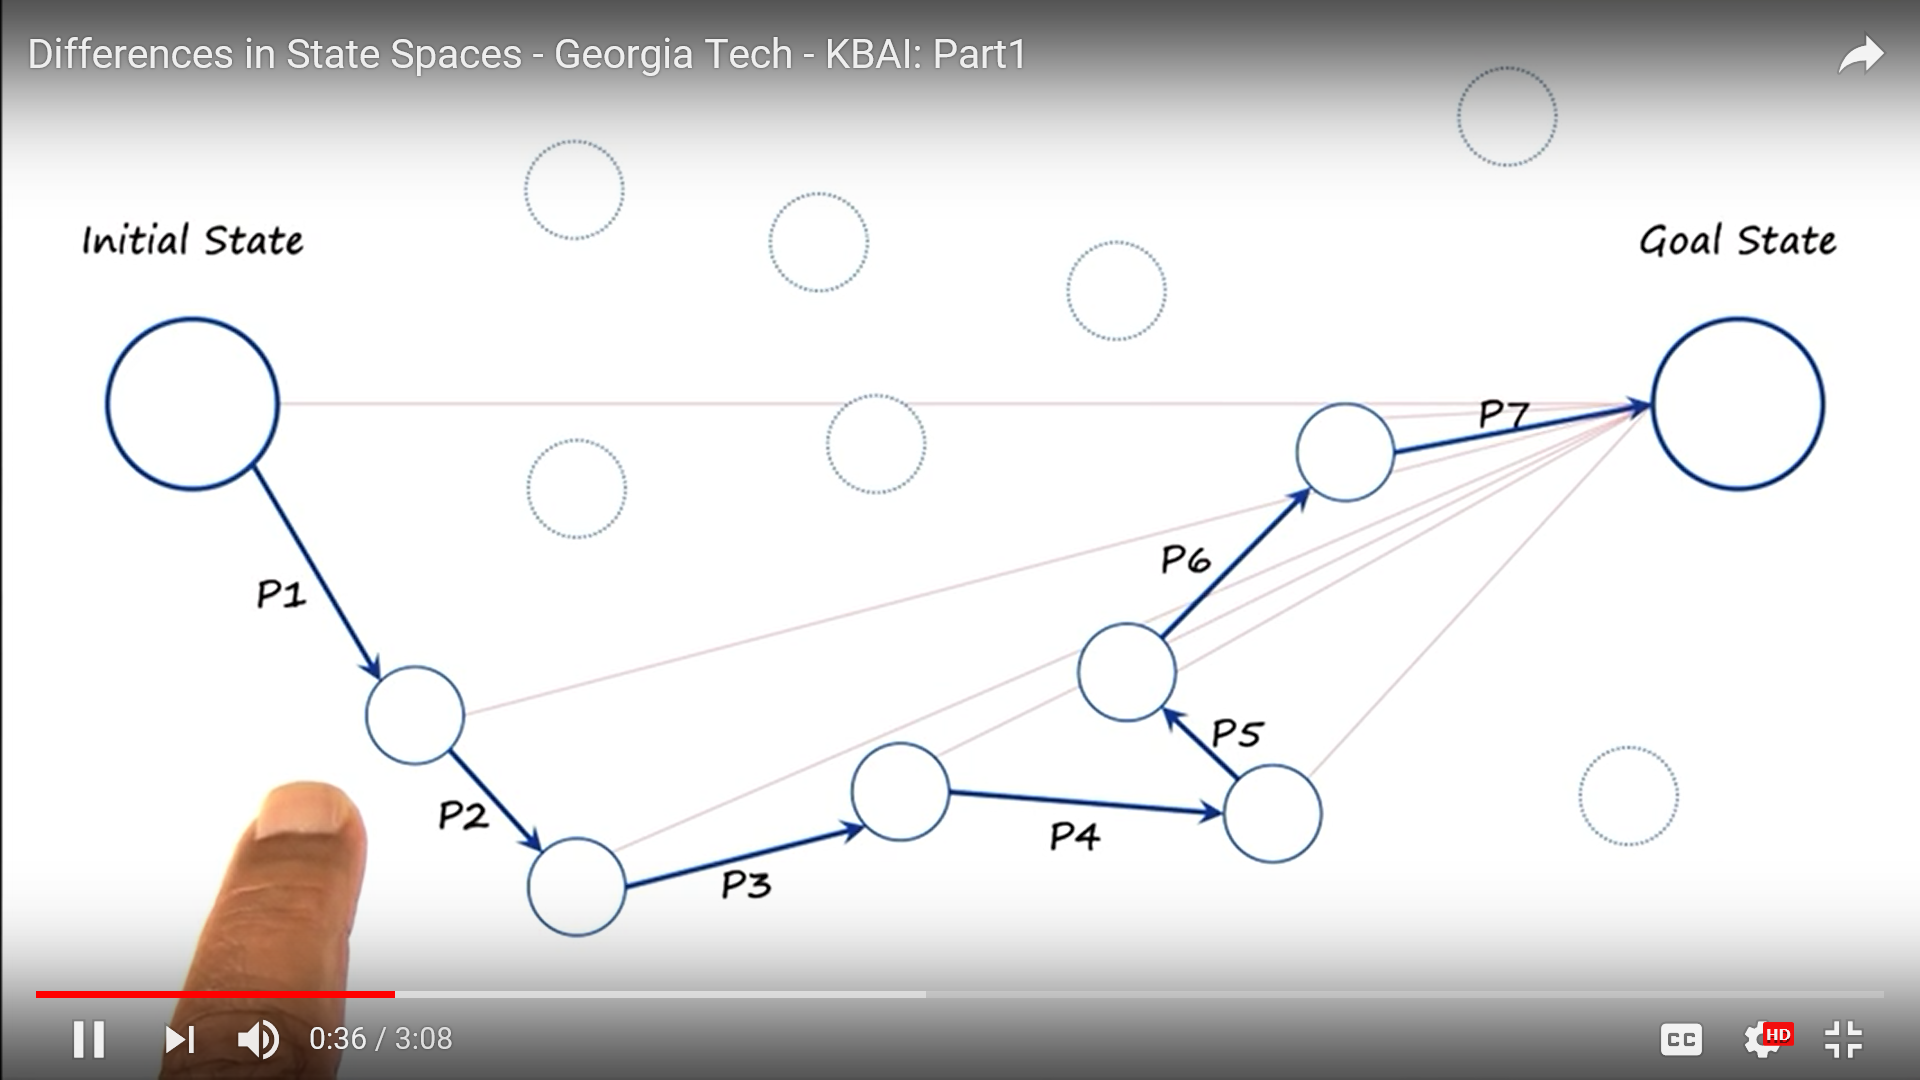 Differences in State Spaces - Georgia Tech - KBAI: Part1
Initial State
Goal State
P7
P6
P1
P5
P2
P4
P3
0:36 / 3:08
CC
HD